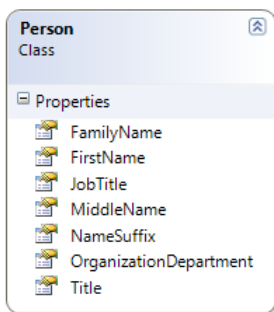 Person
Class
Properties
FamilyName
FirstName
JobTitle
MiddleName
NameSuffix
OrganizationDepartment
Title